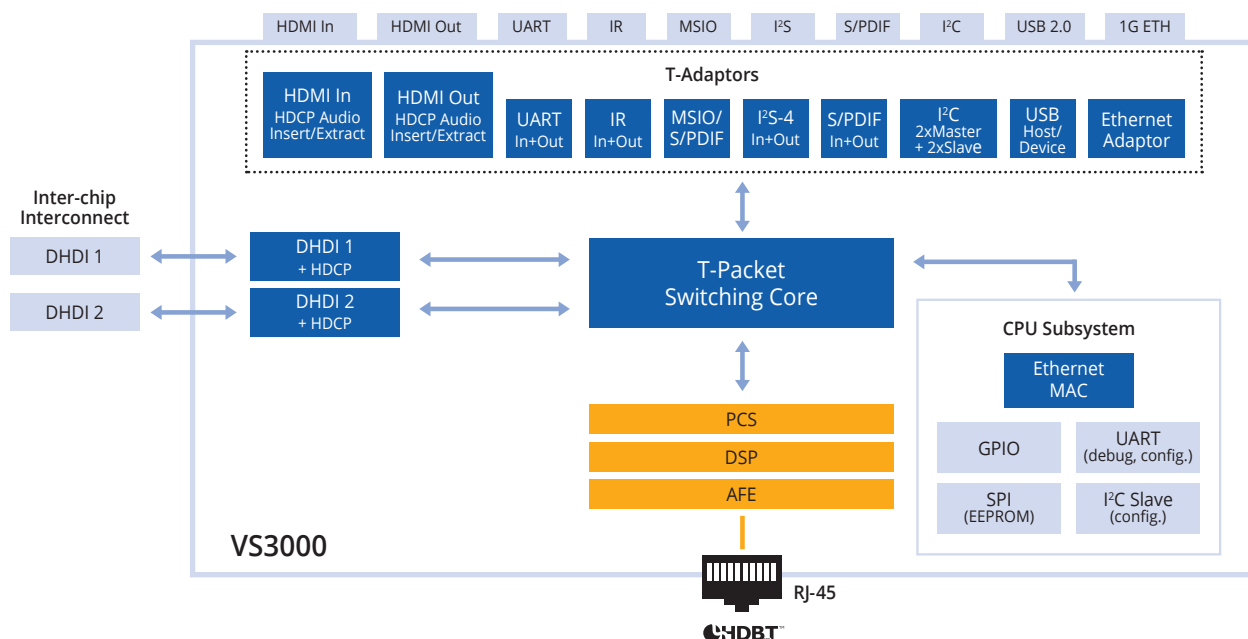 HDMI In
HDMI Out
UART
IR
MSIO
I²S
S/PDIF
I²C
USB 2.0
1G ETH
T-Adaptors
HDMI In
HDCP Audio
Insert/Extract
HDMI Out
HDCP Audio
Insert/Extract
UART
In+Out
IR
In+Out
MSIO/
S/PDIF
I²S-4
In+Out
S/PDIF
In+Out
I²C
2xMaster
+ 2xSlave
USB
Host/
Device
Ethernet
Adaptor
Inter-chip
Interconnect
DHDI 1
DHDI 2
DHDI 1
+ HDCP
DHDI 2
+ HDCP
T-Packet
Switching Core
CPU Subsystem
Ethernet
MAC
GPIO
UART
(debug, config.)
SPI
(EEPROM)
I²C Slave
(config.)
PCS
DSP
AFE
VS3000
RJ-45
HDBT™